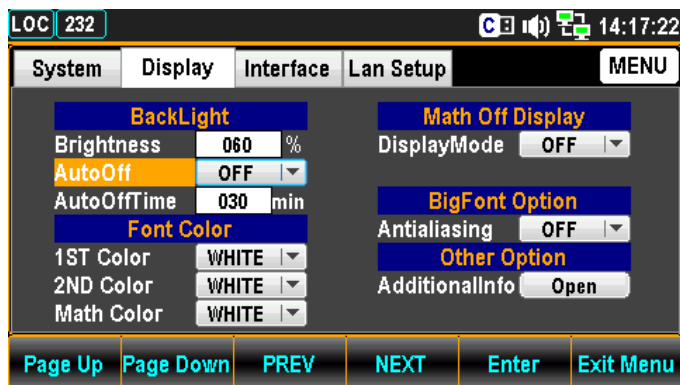 LOC 232 C 14:17:22
System Display Interface Lan Setup MENU
BackLight
Brightness 060 %
AutoOff OFF
AutoOffTime 030 min
Font Color
1ST Color WHITE
2ND Color WHITE
Math Color WHITE
Math Off Display
DisplayMode OFF
BigFont Option
Antialiasing OFF
Other Option
AdditionalInfo Open
Page Up Page Down PREV NEXT Enter Exit Menu